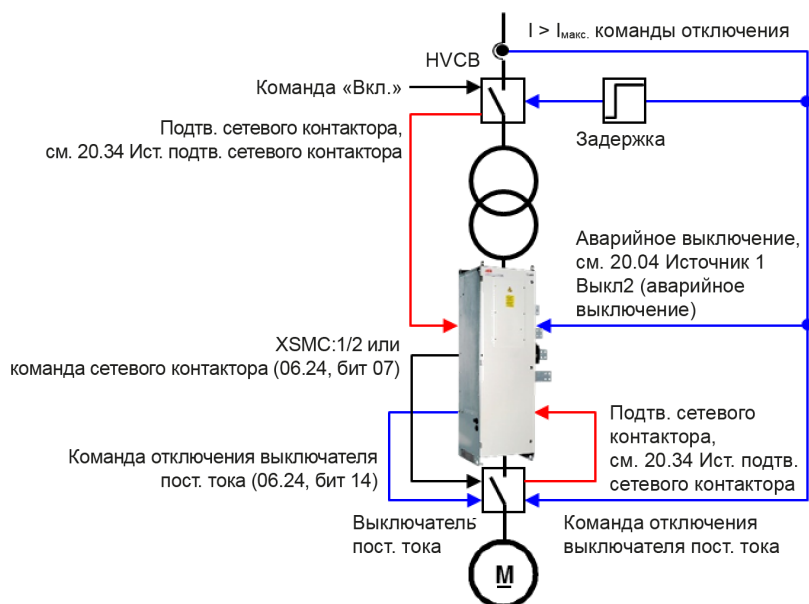 I > Iмакс. команды отключения
HVCB
Команда «Вкл.»
Подтв. сетевого контактора,
см. 20.34 Ист. подтв. сетевого контактора
Задержка
Аварийное выключение,
см. 20.04 Источник 1
Выкл2 (аварийное
выключение)
XSMC:1/2 или
команда сетевого контактора (06.24, бит 07)
Подтв. сетевого
контактора,
см. 20.34 Ист. подтв.
сетевого контактора
Команда отключения выключателя
пост. тока (06.24, бит 14)
Выключатель
пост. тока
Команда отключения
выключателя пост. тока
M